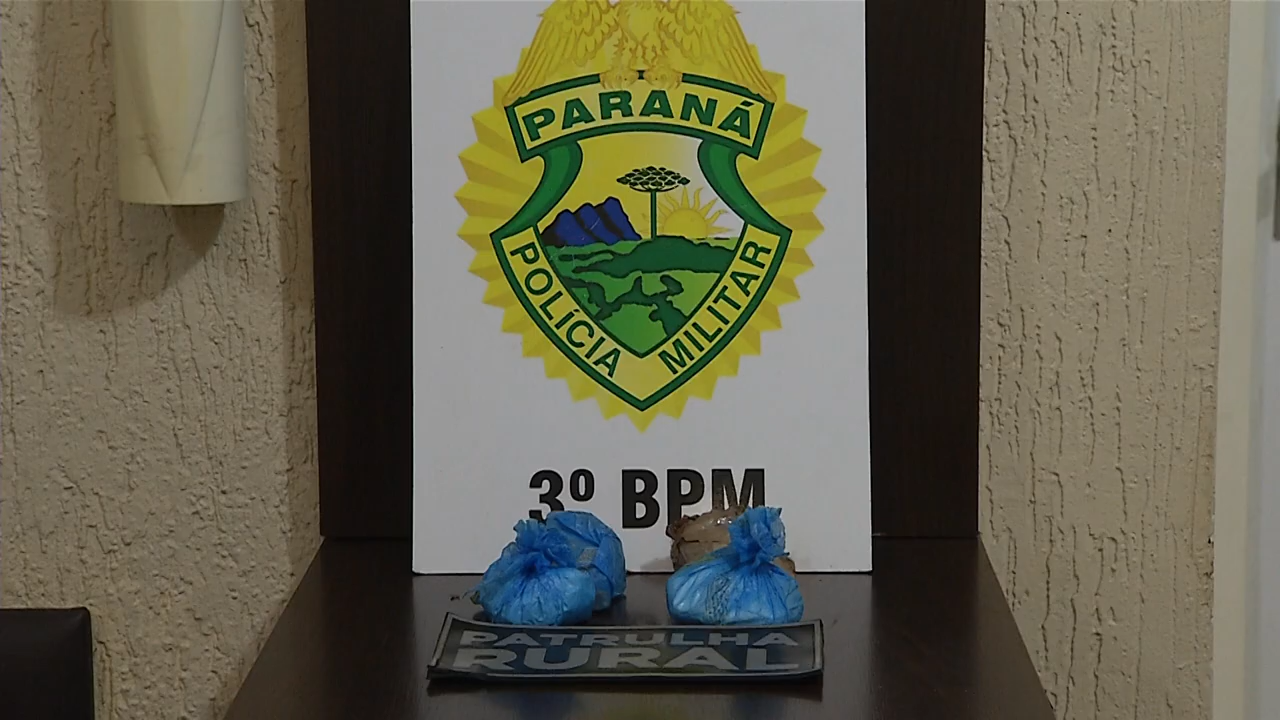 PARANÁ
POLÍCIA MILITAR
3º BPM
PATRULHA
RURAL